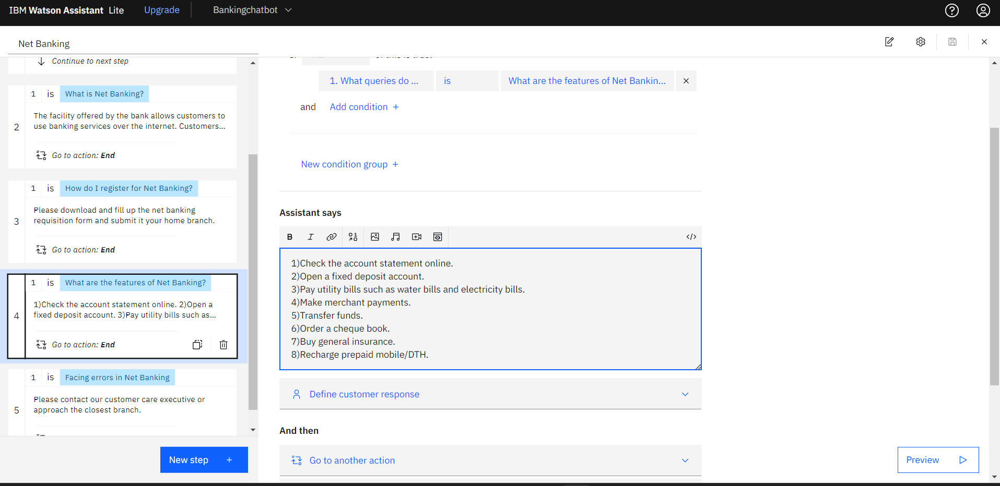 IBM Watson Assistant Lite Upgrade Bankingchatbot
Net Banking
Continue to next step
1 is What is Net Banking?
The facility offered by the bank allows customers to
use banking services over the internet. Customers...
2
Go to action: End
1 is How do I register for Net Banking?
Please download and fill up the net banking
requisition form and submit it your home branch.
3
Go to action: End
1 is What are the features of Net Banking?
1)Check the account statement online. 2)Open a
fixed deposit account. 3)Pay utility bills such as...
4
Go to action: End
1 is Facing errors in Net Banking
Please contact our customer care executive or
approach the closest branch.
5
New step +
1. What queries do ... is What are the features of Net Bankin... ×
and Add condition +
New condition group +
Assistant says
B I </>
1)Check the account statement online.
2)Open a fixed deposit account.
3)Pay utility bills such as water bills and electricity bills.
4)Make merchant payments.
5)Transfer funds.
6)Order a cheque book.
7)Buy general insurance.
8)Recharge prepaid mobile/DTH.
Define customer response
And then
Go to another action
Preview